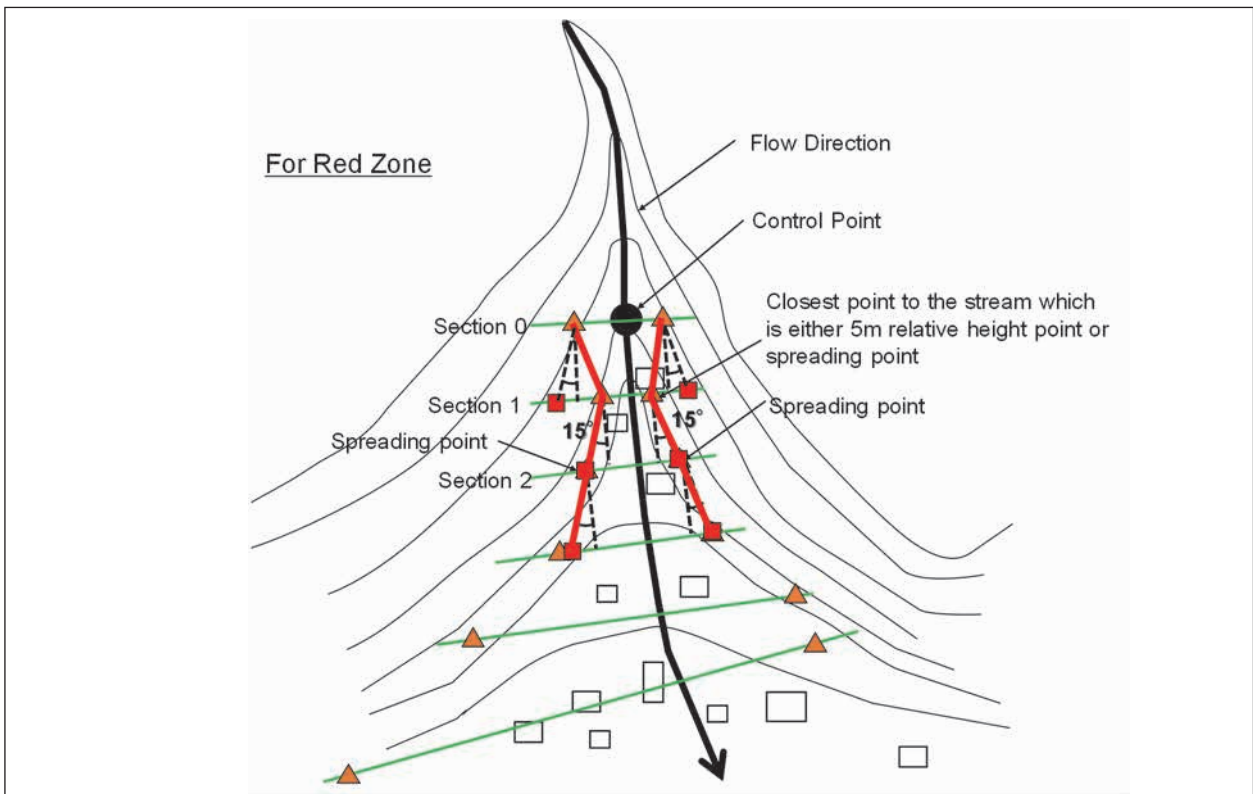 For Red Zone
Flow Direction
Control Point
Closest point to the stream which
is either 5m relative height point or
spreading point
Section 0
Section 1
Spreading point
15°
15°
Spreading point
Section 2